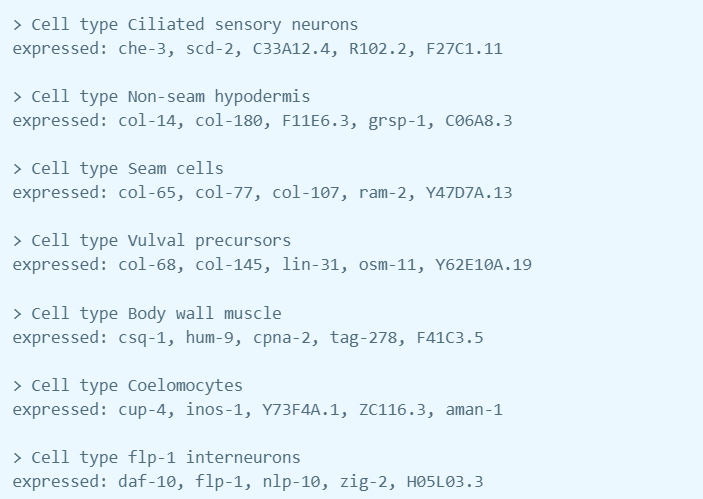 > Cell type Ciliated sensory neurons
expressed: che-3, scd-2, C33A12.4, R102.2, F27C1.11
> Cell type Non-seam hypodermis
expressed: col-14, col-180, F11E6.3, grsp-1, C06A8.3
> Cell type Seam cells
expressed: col-65, col-77, col-107, ram-2, Y47D7A.13
> Cell type Vulval precursors
expressed: col-68, col-145, lin-31, osm-11, Y62E10A.19
> Cell type Body wall muscle
expressed: csq-1, hum-9, cpna-2, tag-278, F41C3.5
> Cell type Coelomocytes
expressed: cup-4, inos-1, Y73F4A.1, ZC116.3, aman-1
> Cell type flp-1 interneurons
expressed: daf-10, flp-1, nlp-10, zig-2, H05L03.3